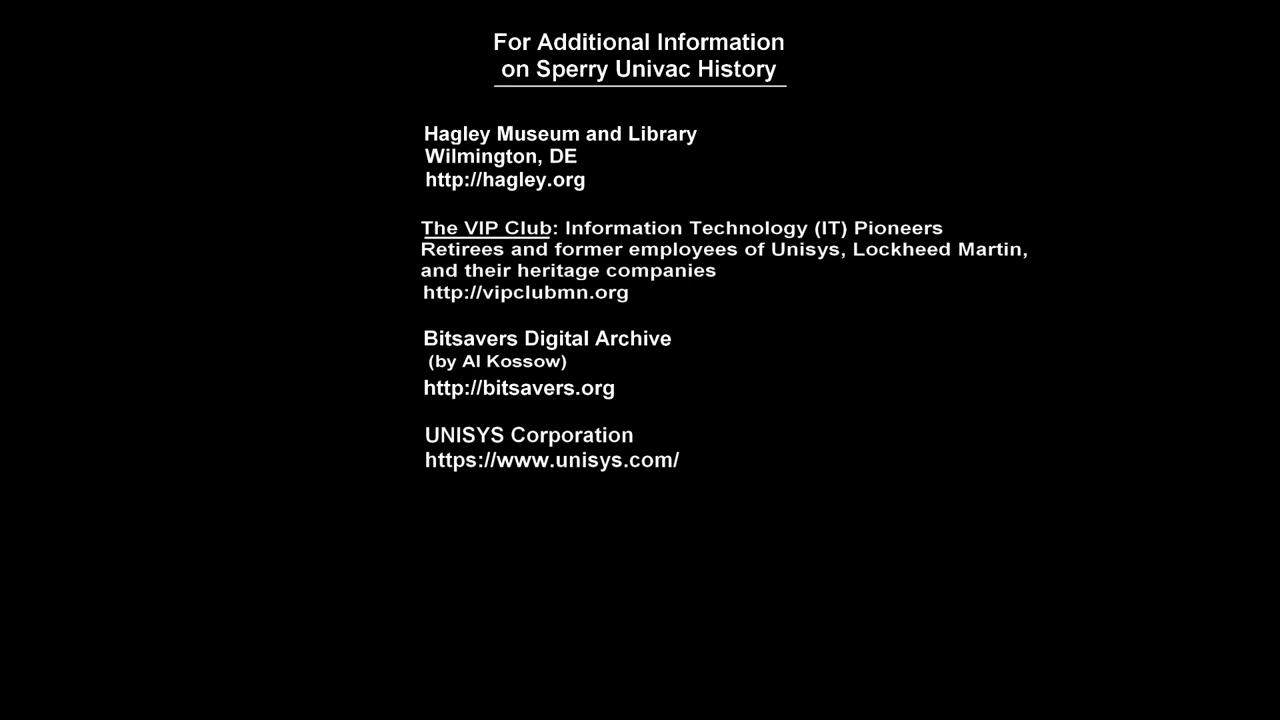 For Additional Information
on Sperry Univac History
Hagley Museum and Library
Wilmington, DE
http://hagley.org
The VIP Club: Information Technology (IT) Pioneers
Retirees and former employees of Unisys, Lockheed Martin,
and their heritage companies
http://vipclubmn.org
Bitsavers Digital Archive
(by Al Kossow)
http://bitsavers.org
UNISYS Corporation
https://www.unisys.com/